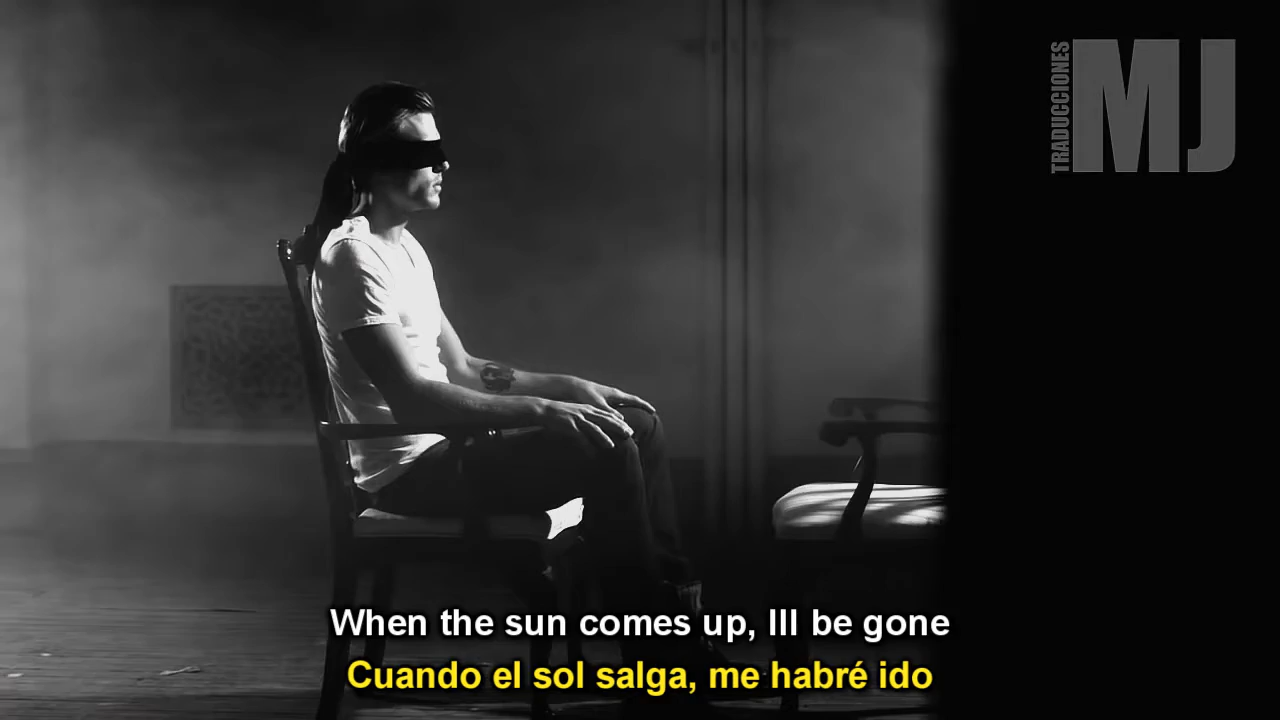 TRADUCCIONES
MJ
When the sun comes up, Ill be gone
Cuando el sol salga, me habré ido